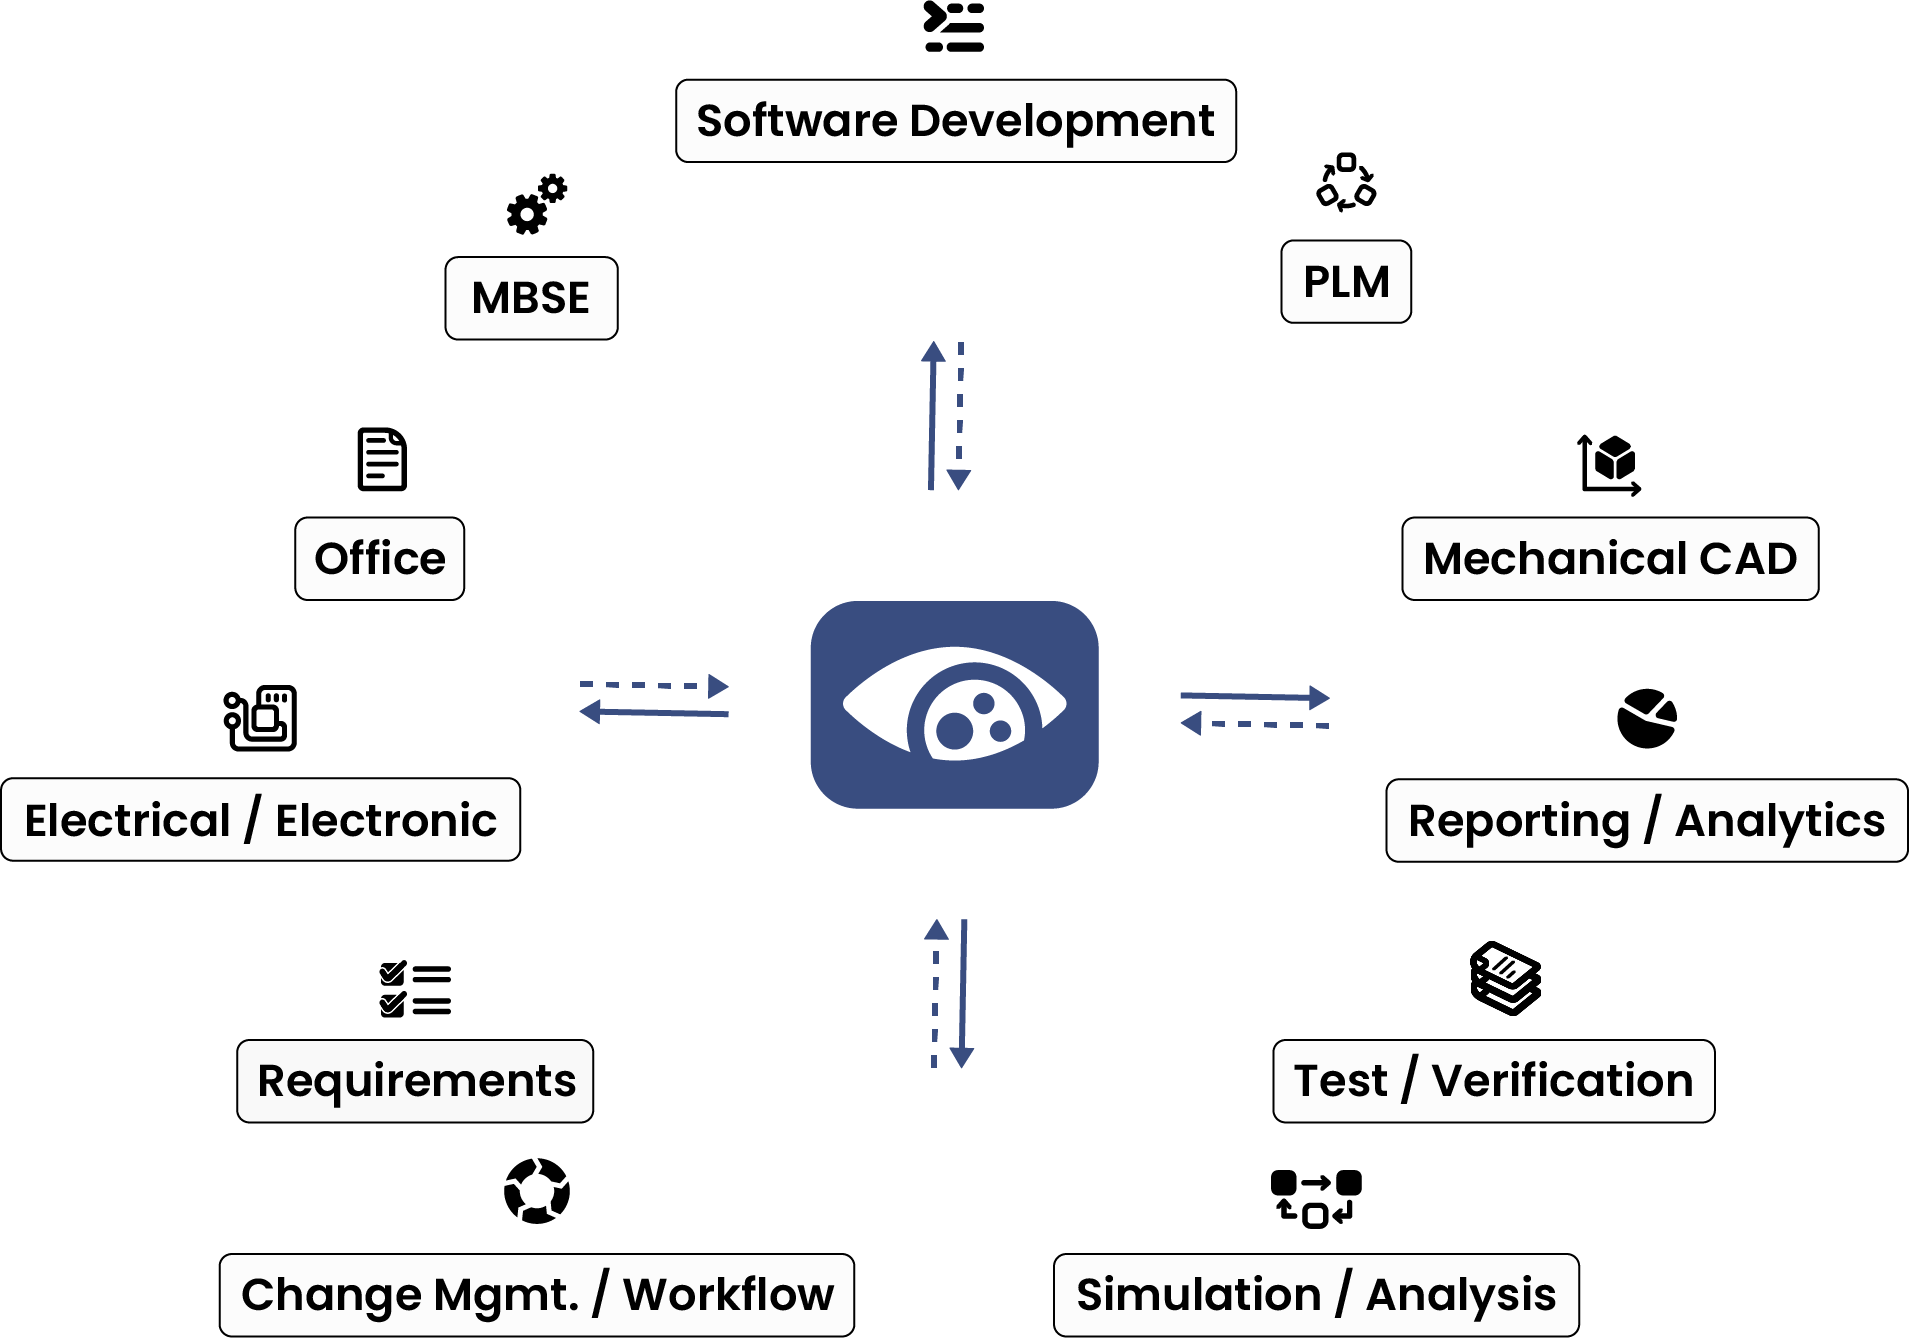 Software Development
MBSE
PLM
Office
Mechanical CAD
Electrical / Electronic
Reporting / Analytics
Requirements
Test / Verification
Change Mgmt. / Workflow
Simulation / Analysis